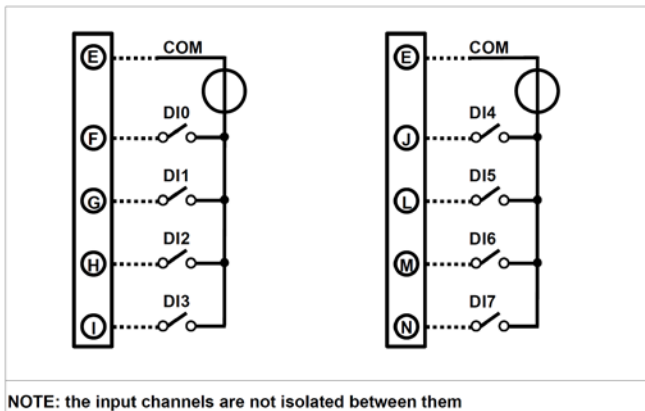 E COM
F DI0
G DI1
H DI2
I DI3
E COM
J DI4
L DI5
M DI6
N DI7
NOTE: the input channels are not isolated between them